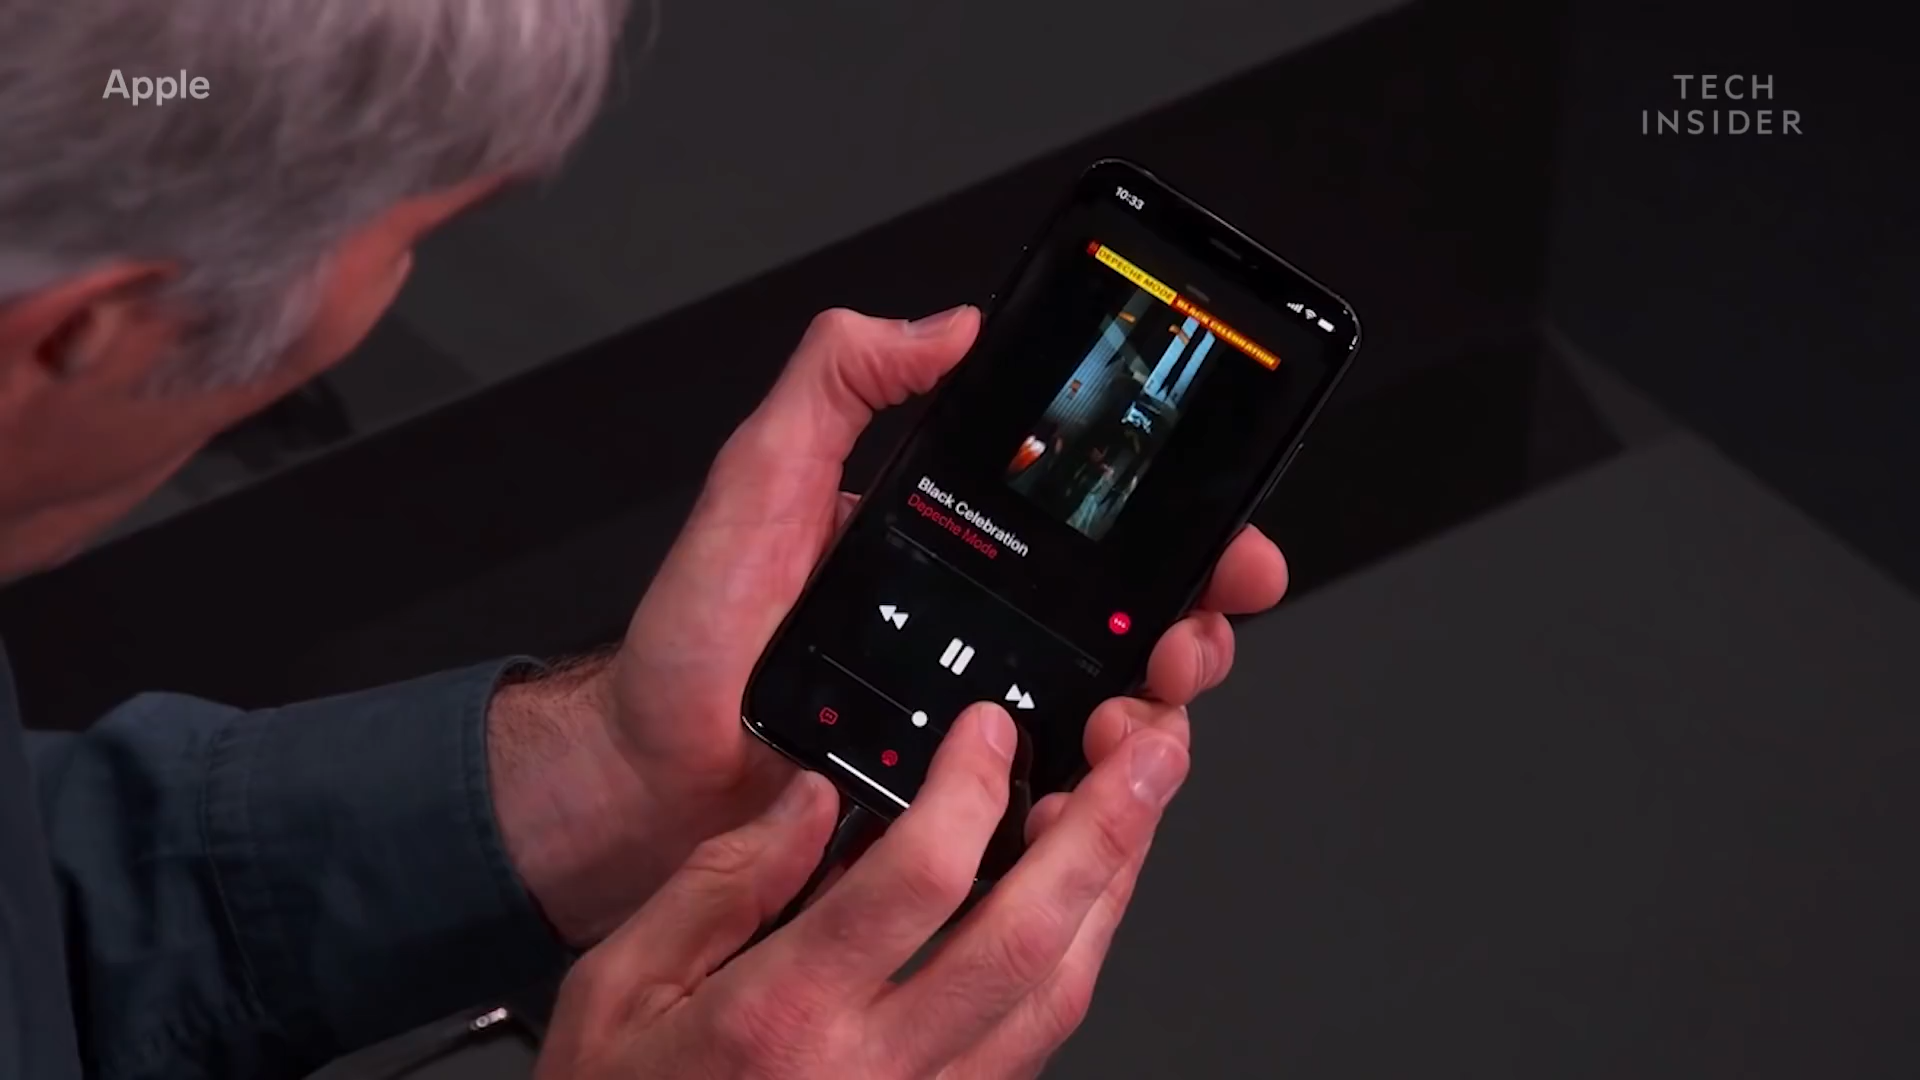 Apple
TECH
INSIDER
10:33
DEPECHE MODE BLACK CELEBRATION
Black Celebration
Depeche Mode